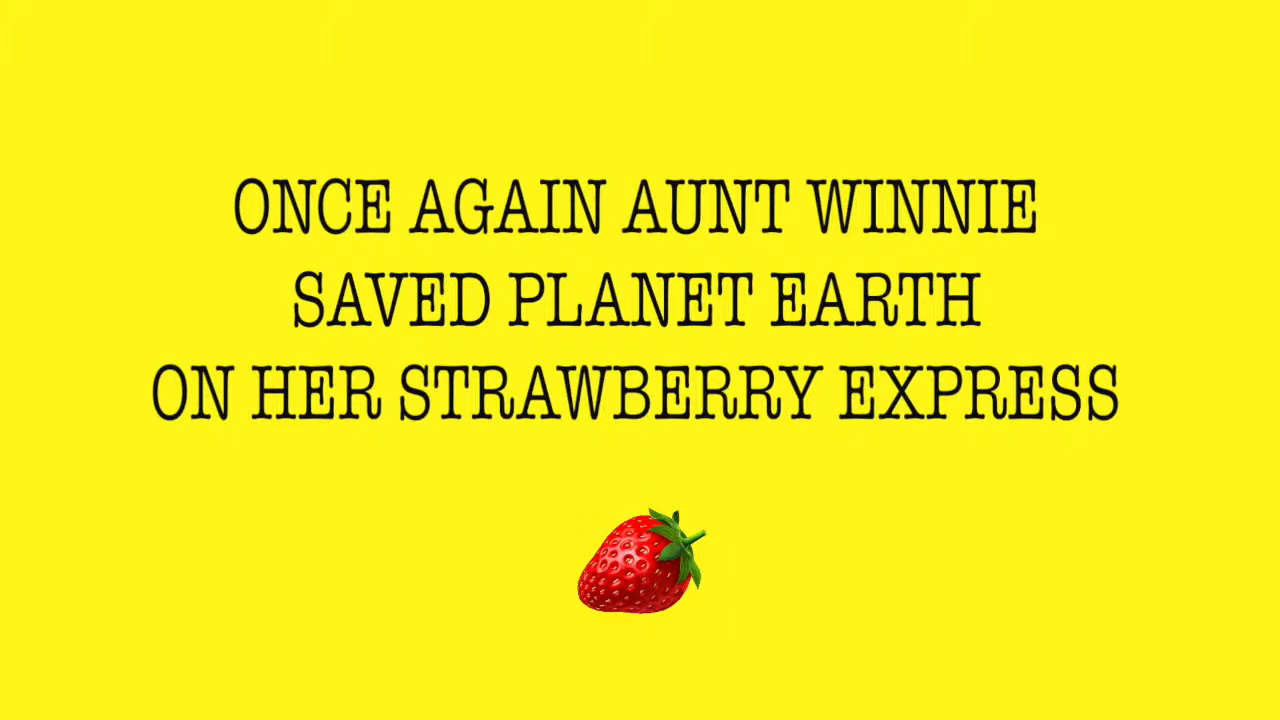 ONCE AGAIN AUNT WINNIE
SAVED PLANET EARTH
ON HER STRAWBERRY EXPRESS